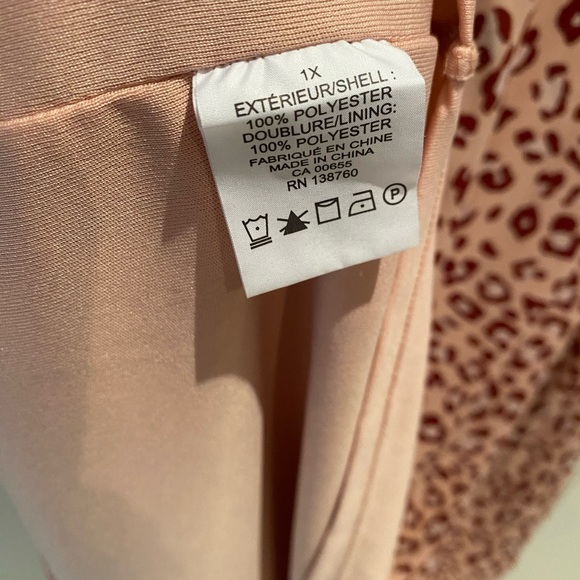 1X
EXTÉRIEUR/SHELL :
100% POLYESTER
DOUBLURE/LINING:
100% POLYESTER
FABRIQUÉ EN CHINE
MADE IN CHINA
CA 00655
RN 138760
P